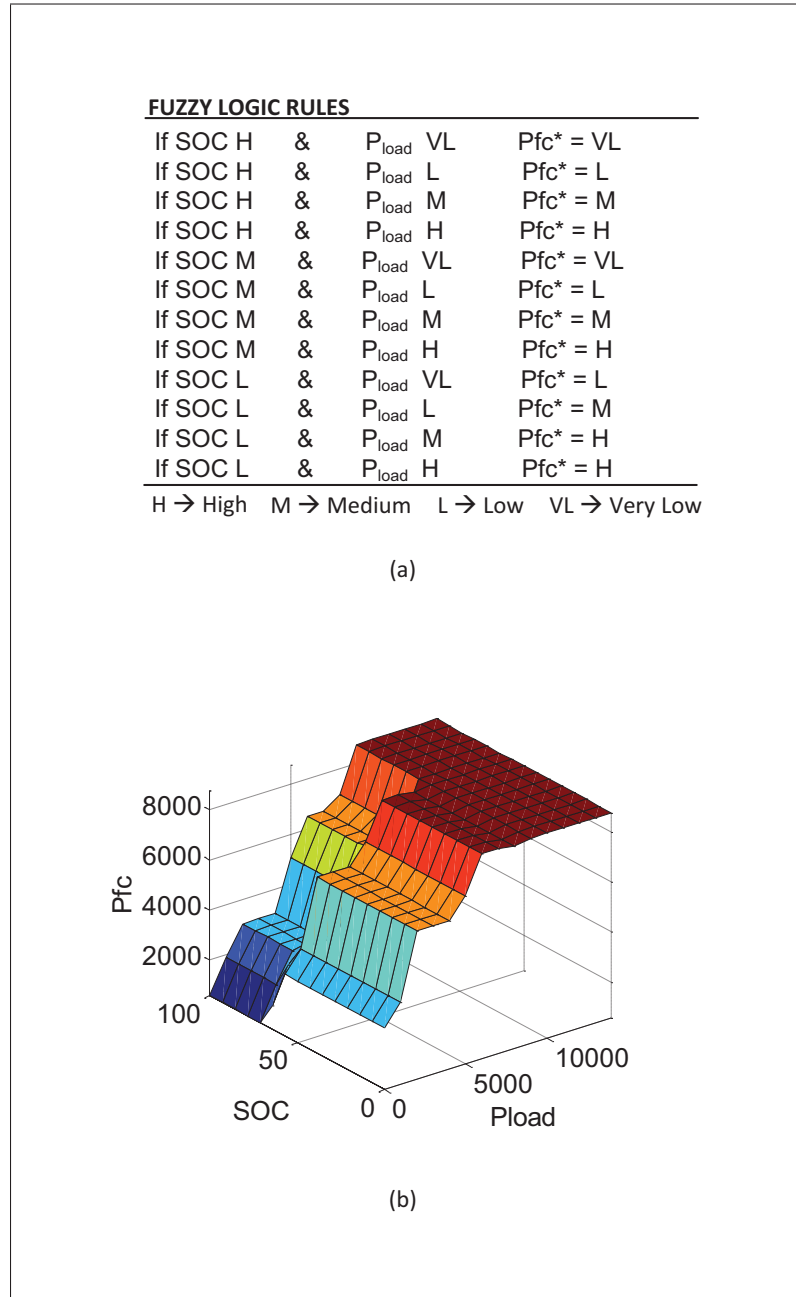 FUZZY LOGIC RULES
If SOC H & Pload VL Pfc* = VL
If SOC H & Pload L Pfc* = L
If SOC H & Pload M Pfc* = M
If SOC H & Pload H Pfc* = H
If SOC M & Pload VL Pfc* = VL
If SOC M & Pload L Pfc* = L
If SOC M & Pload M Pfc* = M
If SOC M & Pload H Pfc* = H
If SOC L & Pload VL Pfc* = L
If SOC L & Pload L Pfc* = M
If SOC L & Pload M Pfc* = H
If SOC L & Pload H Pfc* = H
H → High M → Medium L → Low VL → Very Low
(a)
8000
6000
4000
2000
Pfc
100
50
0
SOC
0
5000
10000
Pload
(b)